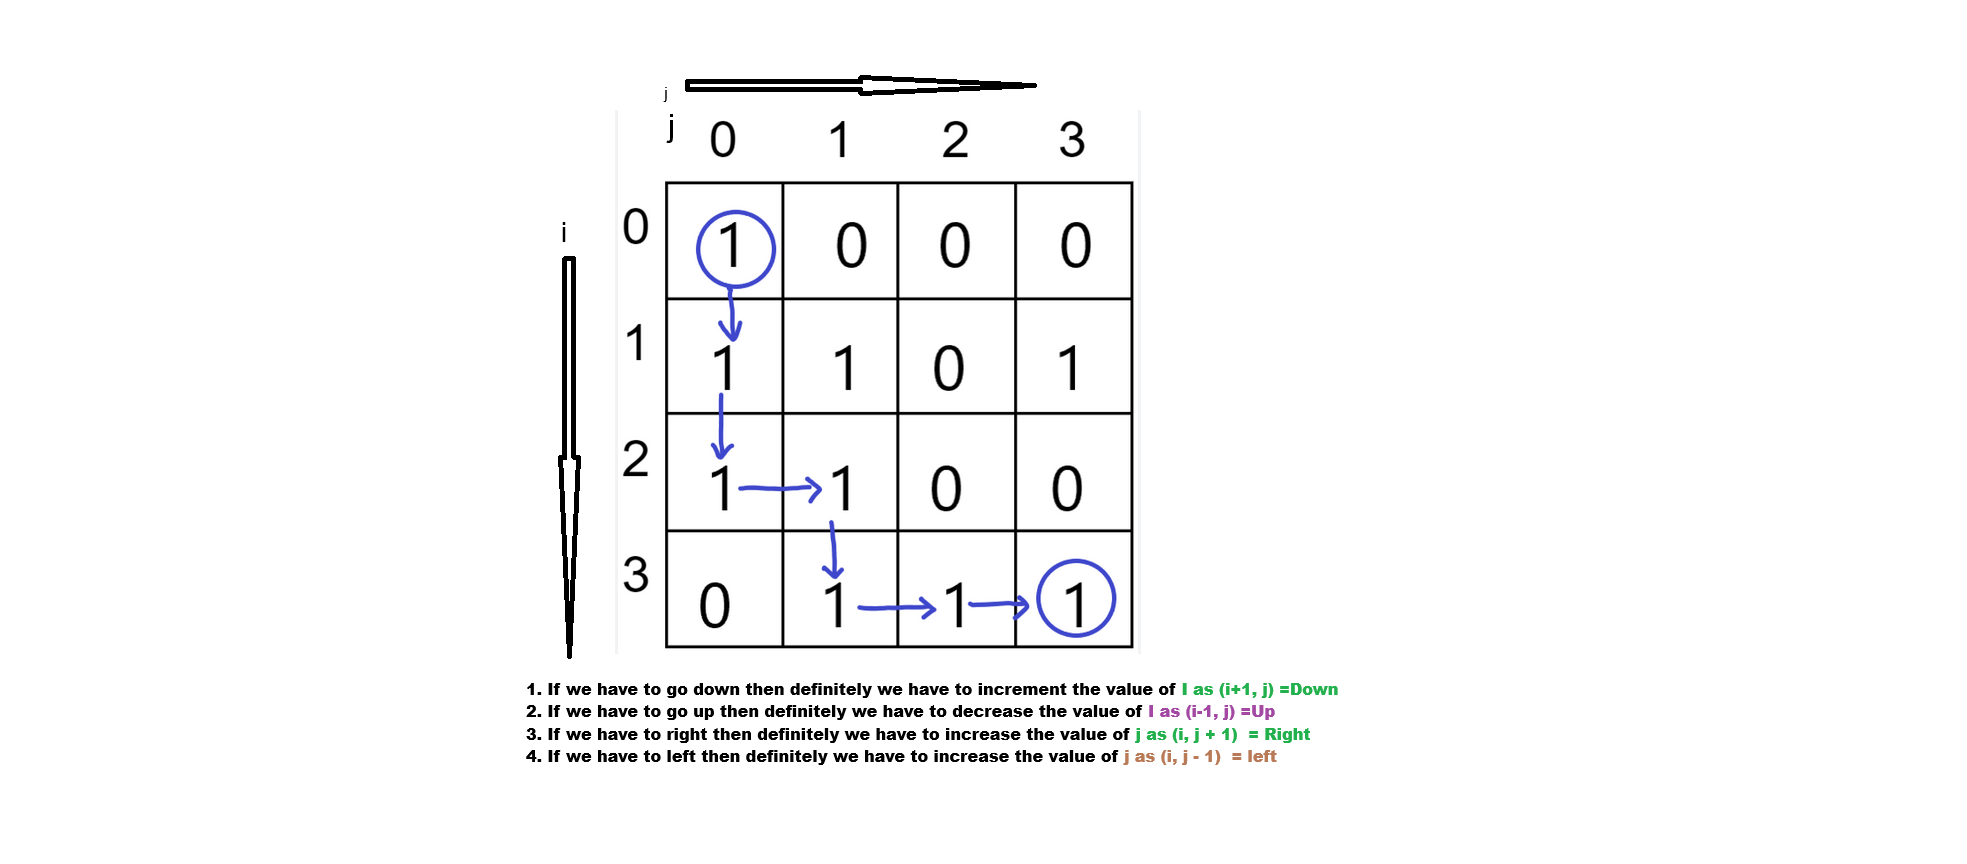 j
j 0 1 2 3
i
0 1 0 0 0
1 1 1 0 1
2 1 1 0 0
3 0 1 1 1
1. If we have to go down then definitely we have to increment the value of I as (i+1, j) =Down
2. If we have to go up then definitely we have to decrease the value of I as (i-1, j) =Up
3. If we have to right then definitely we have to increase the value of j as (i, j + 1) = Right
4. If we have to left then definitely we have to increase the value of j as (i, j - 1) = left